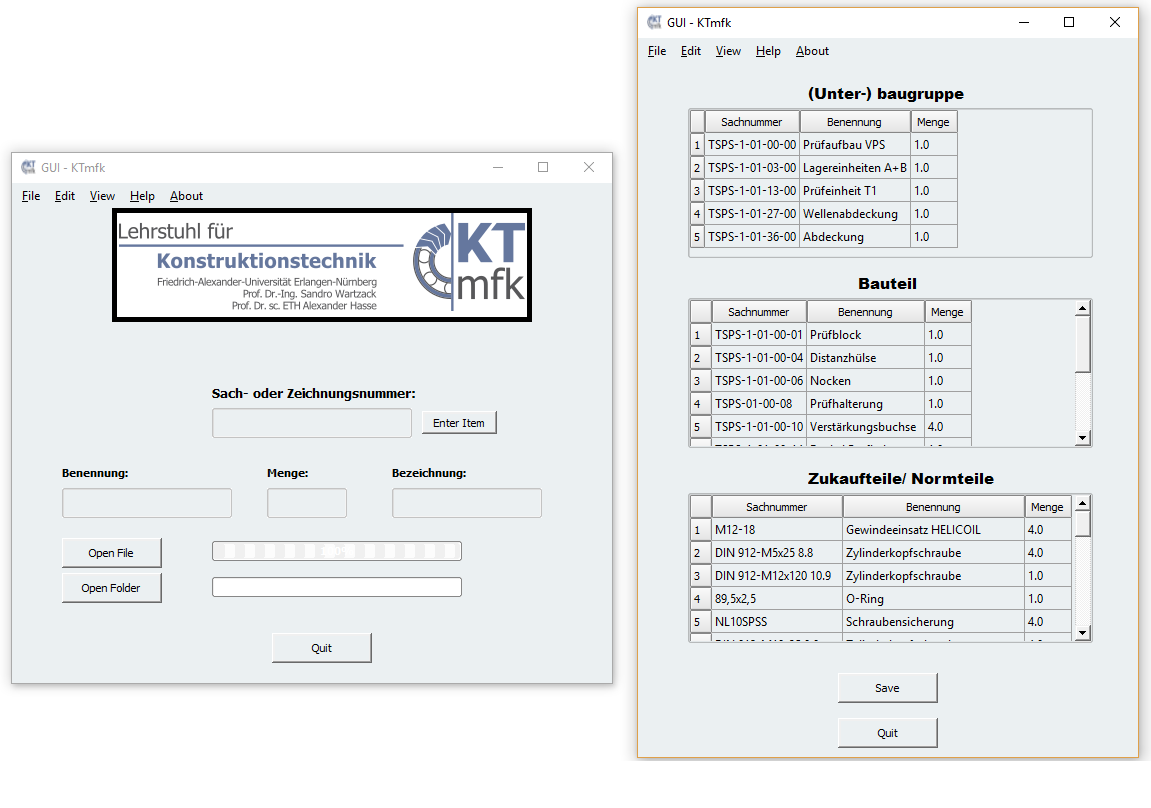 GUI - KTmfk
File Edit View Help About
Lehrstuhl für
Konstruktionstechnik
Friedrich-Alexander-Universität Erlangen-Nürnberg
Prof. Dr.-Ing. Sandro Wartzack
Prof. Dr. sc. ETH Alexander Hasse
KT
mfk
Sach- oder Zeichnungsnummer:
Enter Item
Benennung: Menge: Bezeichnung:
Open File
Open Folder
Quit
GUI - KTmfk
File Edit View Help About
(Unter-) baugruppe
Sachnummer Benennung Menge
1 TSPS-1-01-00-00 Prüfaufbau VPS 1.0
2 TSPS-1-01-03-00 Lagereinheiten A+B 1.0
3 TSPS-1-01-13-00 Prüfeinheit T1 1.0
4 TSPS-1-01-27-00 Wellenabdeckung 1.0
5 TSPS-1-01-36-00 Abdeckung 1.0
Bauteil
Sachnummer Benennung Menge
1 TSPS-1-01-00-01 Prüfblock 1.0
2 TSPS-1-01-00-04 Distanzhülse 1.0
3 TSPS-1-01-00-06 Nocken 1.0
4 TSPS-01-00-08 Prüfhalterung 1.0
5 TSPS-1-01-00-10 Verstärkungsbuchse 4.0
Zukaufteile/ Normteile
Sachnummer Benennung Menge
1 M12-18 Gewindeeinsatz HELICOIL 4.0
2 DIN 912-M5x25 8.8 Zylinderkopfschraube 4.0
3 DIN 912-M12x120 10.9 Zylinderkopfschraube 1.0
4 89,5x2,5 O-Ring 1.0
5 NL10SPSS Schraubensicherung 4.0
Save
Quit